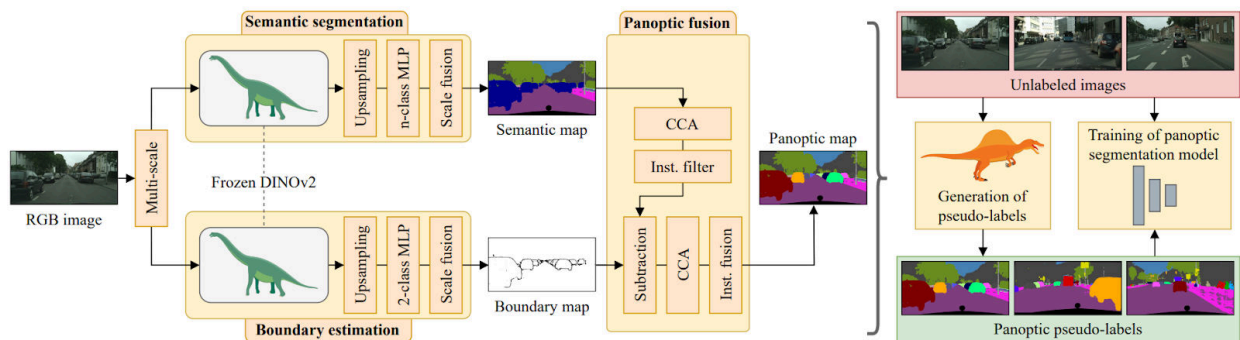 Semantic segmentation
Upsampling
n-class MLP
Scale fusion
Semantic map
RGB image
Multi-scale
Frozen DINOv2
Upsampling
2-class MLP
Scale fusion
Boundary map
Boundary estimation
Panoptic fusion
CCA
Inst. filter
Subtraction
CCA
Inst. fusion
Panoptic map
Unlabeled images
Generation of
pseudo-labels
Training of panoptic
segmentation model
Panoptic pseudo-labels